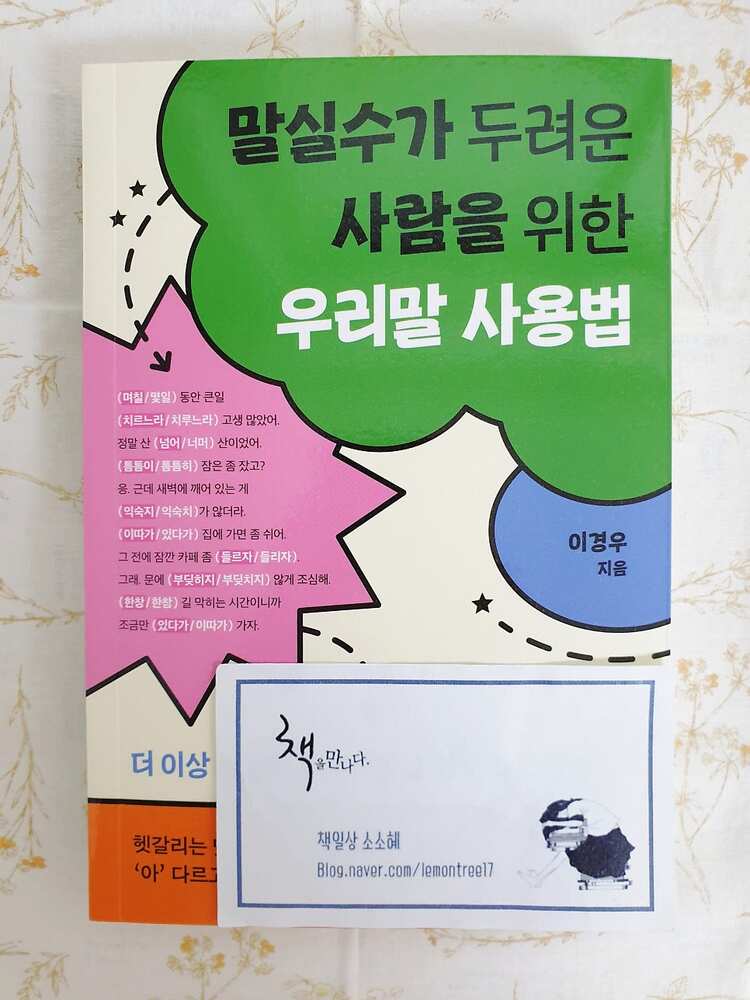 말실수가 두려운
사람을 위한
우리말 사용법
(며칠/몇일) 동안 큰일
(치르느라/치루느라) 고생 많았어.
정말 산 (넘어/너머) 산이었어.
(틈틈이/틈틈히) 잠은 좀 잤고?
응. 근데 새벽에 깨어 있는 게
(익숙지/익숙치)가 않더라.
(이따가/있다가) 집에 가면 좀 쉬어.
그 전에 잠깐 카페 좀 (들르자/들리자).
그래. 문에 (부딪히지/부딪치지) 않게 조심해.
(한창/한참) 길 막히는 시간이니까
조금만 (있다가/이따가) 가자.
이경우
지음
더 이상
헷갈리는
‘아’ 다르고
책을만나다.
책일상 소소혜
Blog.naver.com/lemontree17